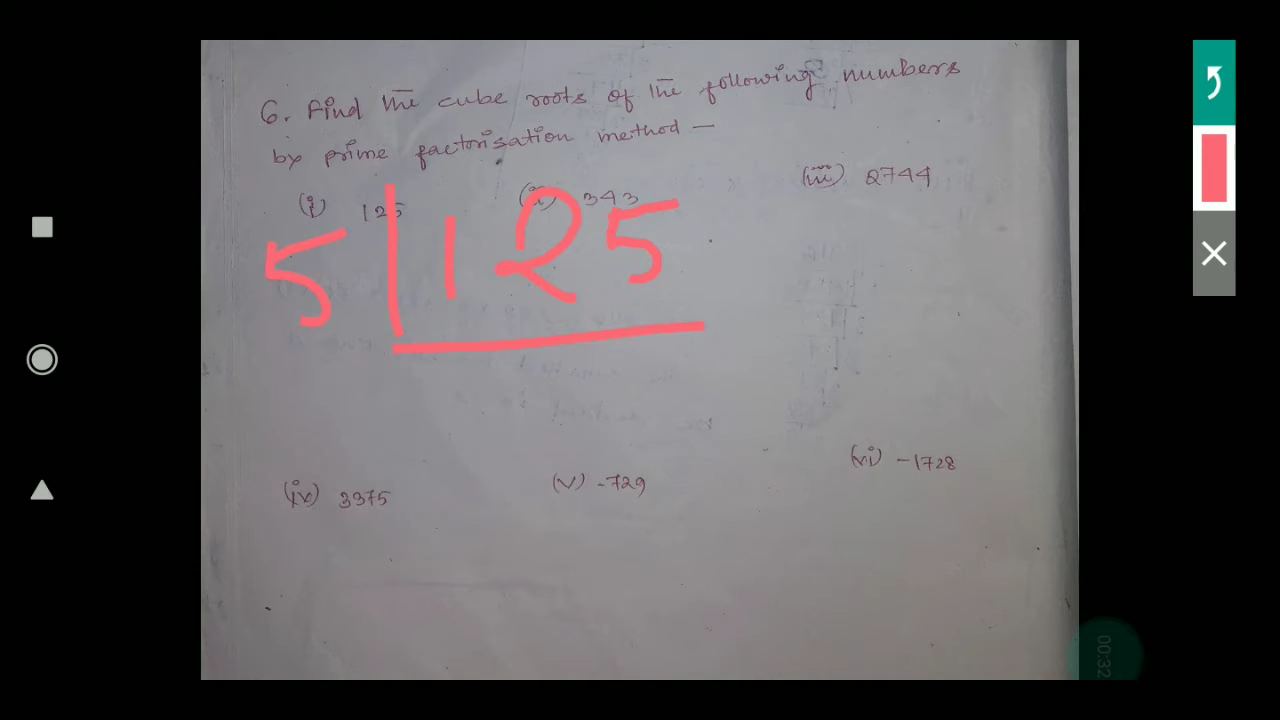 6. Find the cube roots of the following numbers
by prime factorisation method —
(i) 125 (ii) 343 (iii) 2744
5 125
(iv) 3375 (v) -729 (vi) -1728
00:32